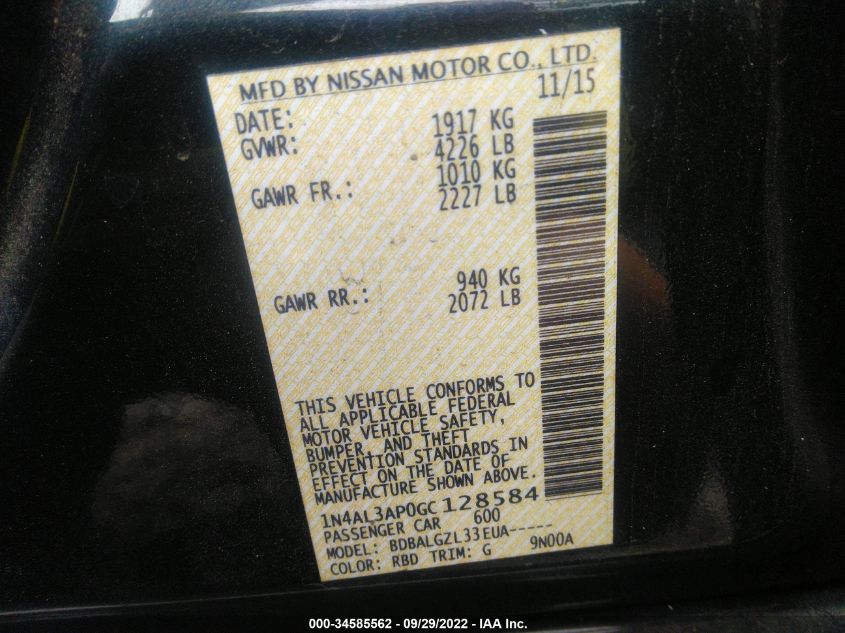 MFD BY NISSAN MOTOR CO., LTD.
DATE: 11/15
GVWR: 1917 KG
4226 LB
GAWR FR.: 1010 KG
2227 LB
GAWR RR.: 940 KG
2072 LB
THIS VEHICLE CONFORMS TO
ALL APPLICABLE FEDERAL
MOTOR VEHICLE SAFETY,
BUMPER, AND THEFT
PREVENTION STANDARDS IN
EFFECT ON THE DATE OF
MANUFACTURE SHOWN ABOVE.
1N4AL3AP0GC128584
PASSENGER CAR 600
MODEL: BDBALGZL33EUA-----
COLOR: RBD TRIM: G 9N00A
000-34585562 - 09/29/2022 - IAA Inc.